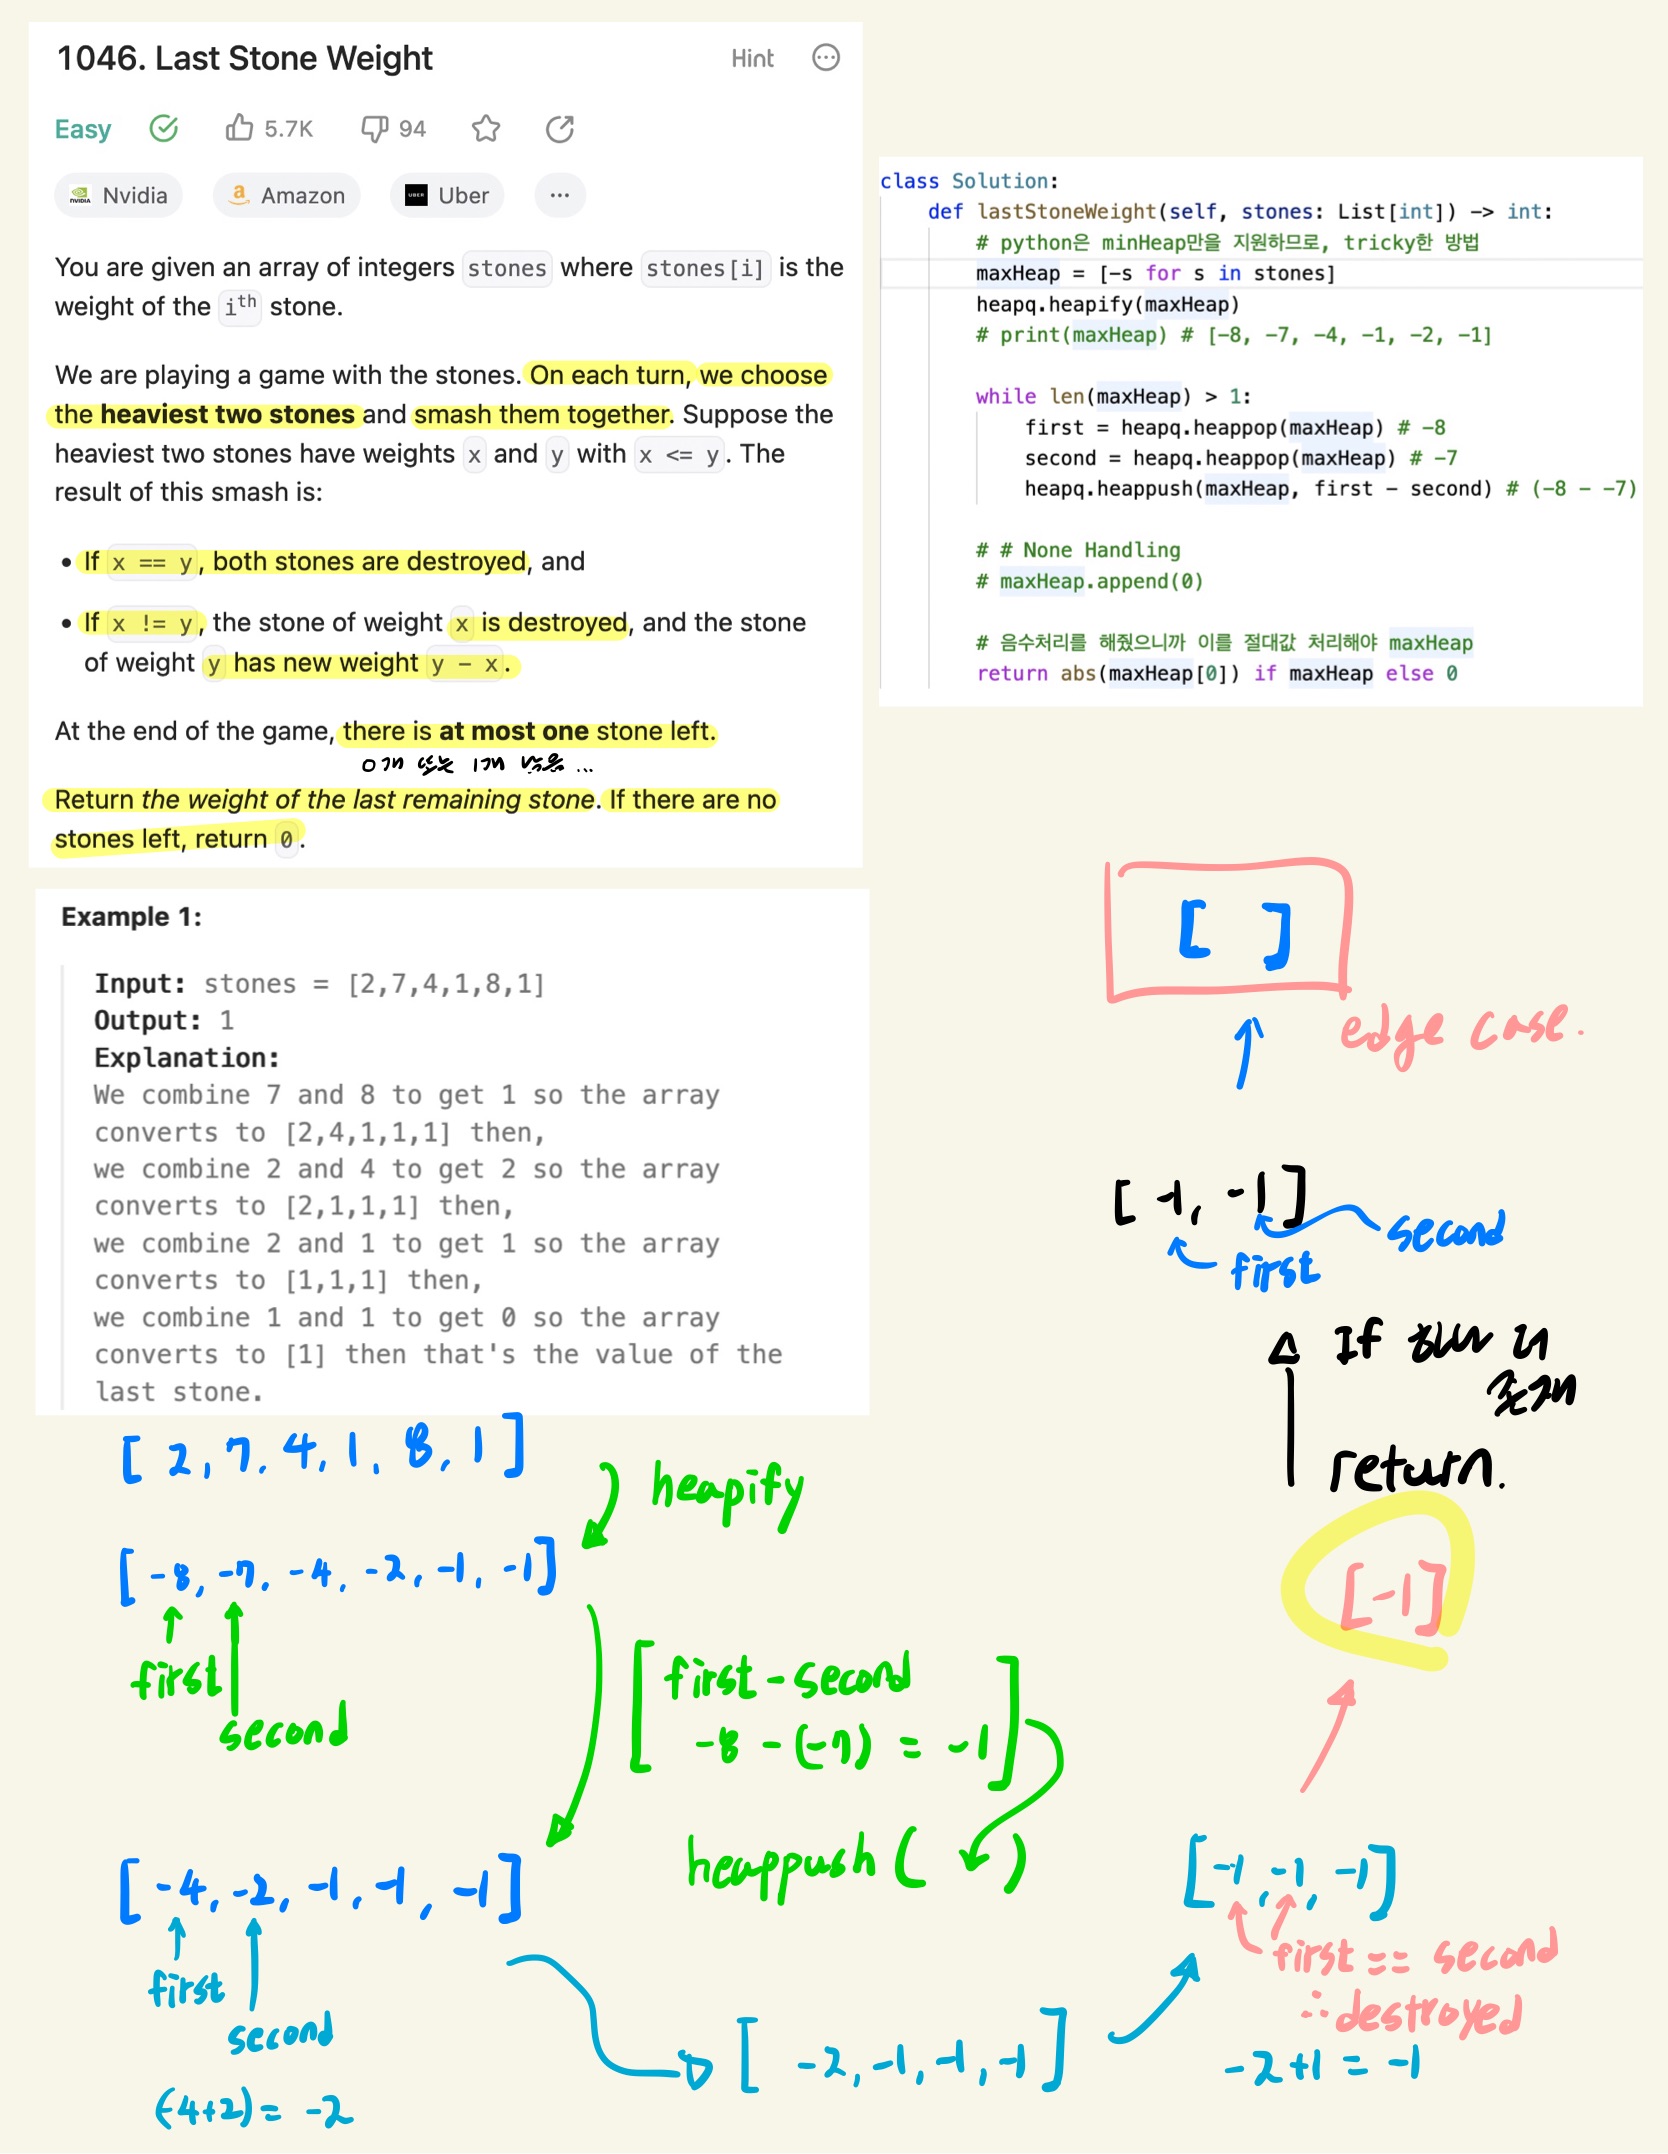 1046. Last Stone Weight
Hint
Easy 5.7K 94
Nvidia Amazon Uber ...
You are given an array of integers stones where stones[i] is the
weight of the ith stone.
We are playing a game with the stones. On each turn, we choose
the heaviest two stones and smash them together. Suppose the
heaviest two stones have weights x and y with x <= y. The
result of this smash is:
• If x == y, both stones are destroyed, and
• If x != y, the stone of weight x is destroyed, and the stone
of weight y has new weight y - x.
At the end of the game, there is at most one stone left.
0개 또는 1개 남음 ...
Return the weight of the last remaining stone. If there are no
stones left, return 0.
class Solution:
def lastStoneWeight(self, stones: List[int]) -> int:
# python은 minHeap만을 지원하므로, tricky한 방법
maxHeap = [-s for s in stones]
heapq.heapify(maxHeap)
# print(maxHeap) # [-8, -7, -4, -1, -2, -1]
while len(maxHeap) > 1:
first = heapq.heappop(maxHeap) # -8
second = heapq.heappop(maxHeap) # -7
heapq.heappush(maxHeap, first - second) # (-8 - -7)
# # None Handling
# maxHeap.append(0)
# 음수처리를 해줬으니까 이를 절대값 처리해야 maxHeap
return abs(maxHeap[0]) if maxHeap else 0
Example 1:
Input: stones = [2,7,4,1,8,1]
Output: 1
Explanation:
We combine 7 and 8 to get 1 so the array
converts to [2,4,1,1,1] then,
we combine 2 and 4 to get 2 so the array
converts to [2,1,1,1] then,
we combine 2 and 1 to get 1 so the array
converts to [1,1,1] then,
we combine 1 and 1 to get 0 so the array
converts to [1] then that's the value of the
last stone.
[2, 7, 4, 1, 8, 1]
heapify
[-8, -7, -4, -2, -1, -1]
first
second
first - second
-8 - (-7) = -1
heappush ( )
[-4, -2, -1, -1, -1]
first
second
(-4+2) = -2
[-2, -1, -1, -1]
-2+1 = -1
[-1, -1, -1]
first == second
∴ destroyed
[-1]
return.
If
[-1, -1]
first
second
[ ]
edge case.